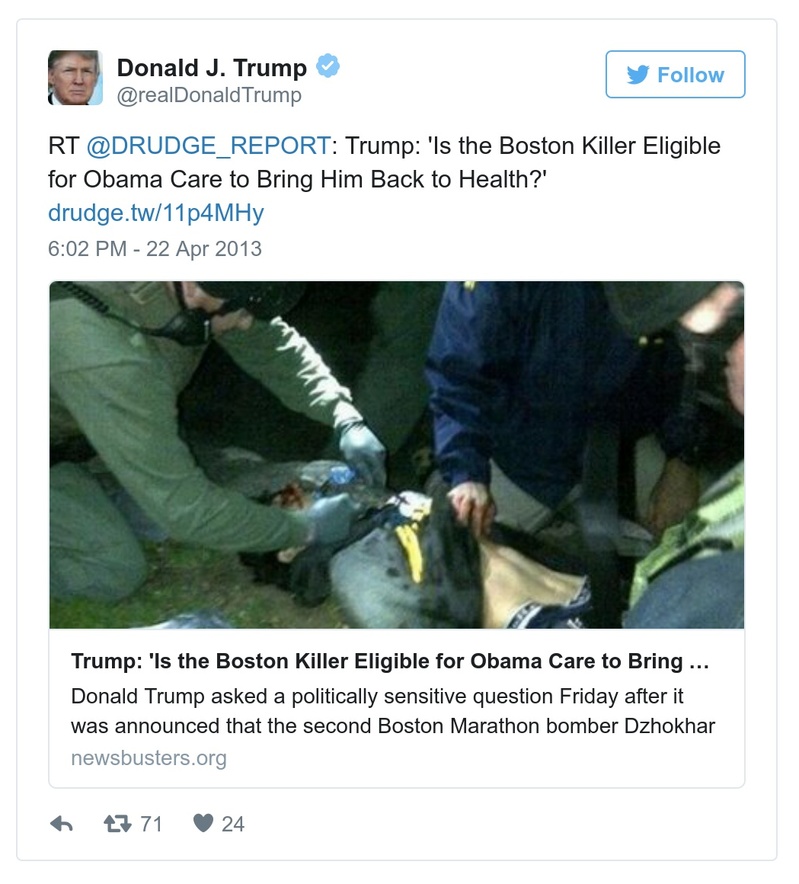 Donald J. Trump
@realDonaldTrump
Follow
RT @DRUDGE_REPORT: Trump: 'Is the Boston Killer Eligible
for Obama Care to Bring Him Back to Health?'
drudge.tw/11p4MHy
6:02 PM - 22 Apr 2013
Trump: 'Is the Boston Killer Eligible for Obama Care to Bring …
Donald Trump asked a politically sensitive question Friday after it
was announced that the second Boston Marathon bomber Dzhokhar
newsbusters.org
71
24